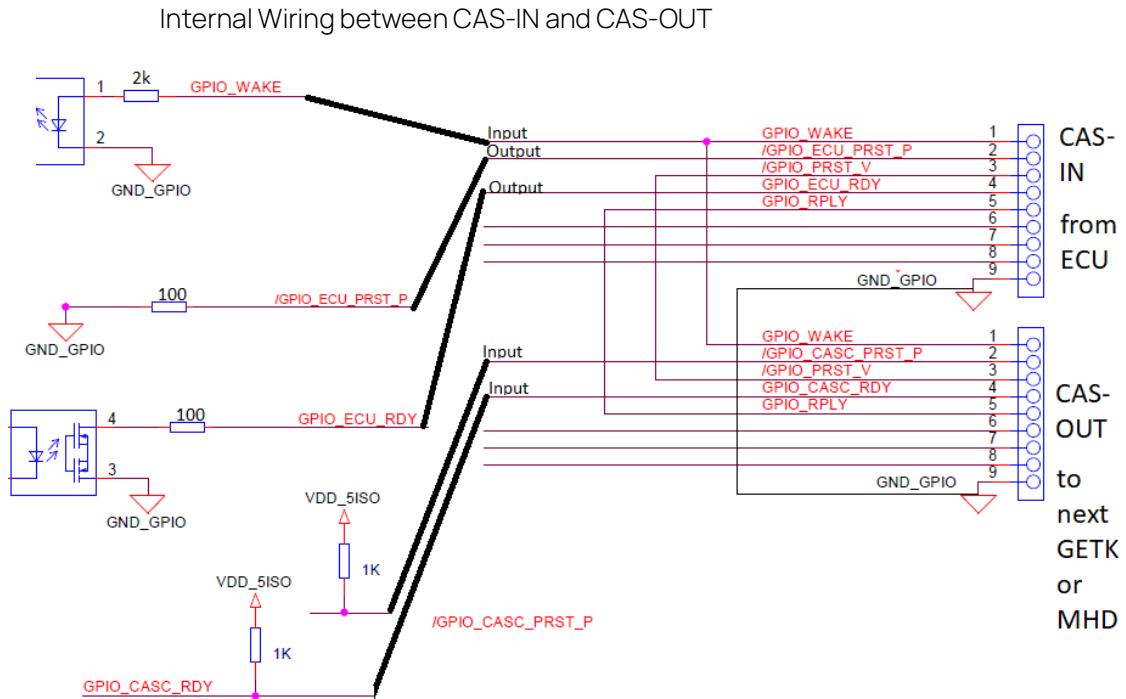 Internal Wiring between CAS-IN and CAS-OUT
1
2k
GPIO_WAKE
2
GND_GPIO
Input
Output
Output
GPIO_WAKE
/GPIO_ECU_PRST_P
/GPIO_PRST_V
GPIO_ECU_RDY
GPIO_RPLY
GND_GPIO
1
2
3
4
5
6
7
8
9
CAS-
IN
from
ECU
100
/GPIO_ECU_PRST_P
GND_GPIO
Input
Input
GPIO_WAKE
/GPIO_CASC_PRST_P
/GPIO_PRST_V
GPIO_CASC_RDY
GPIO_RPLY
GND_GPIO
1
2
3
4
5
6
7
8
9
CAS-
OUT
to
next
GETK
or
MHD
4
100
GPIO_ECU_RDY
3
GND_GPIO
VDD_5ISO
1K
/GPIO_CASC_PRST_P
VDD_5ISO
1K
GPIO_CASC_RDY